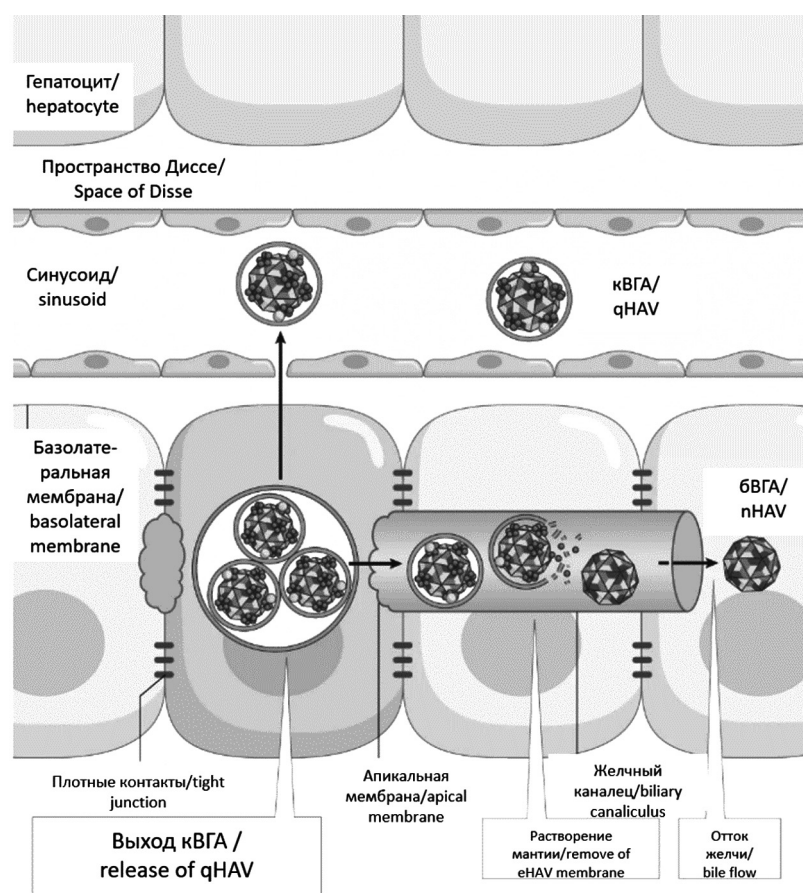 Гепатоцит/
hepatocyte
Пространство Диссе/
Space of Disse
Синусоид/
sinusoid
кВГА/
qHAV
Базолате-
ральная
мембрана/
basolateral
membrane
бВГА/
nHAV
Плотные контакты/tight
junction
Апикальная
мембрана/apical
membrane
Желчный
каналец/biliary
canaliculus
Выход кВГА /
release of qHAV
Растворение
мантии/remove of
eHAV membrane
Отток
желчи/
bile flow